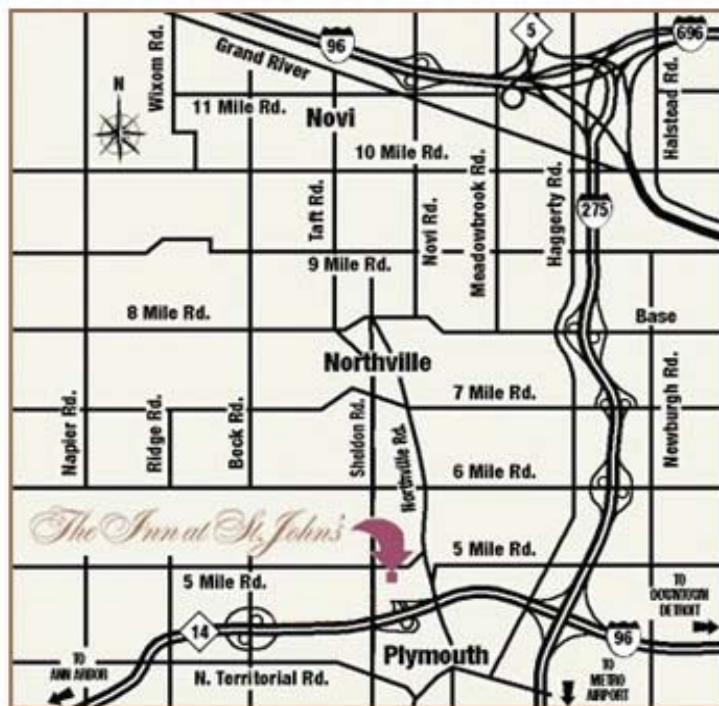 5
696
96
Grand River
Wixom Rd.
Halstead Rd.
N
11 Mile Rd.
Novi
10 Mile Rd.
Taft Rd.
Novi Rd.
Meadowbrook Rd.
Haggerty Rd.
275
9 Mile Rd.
8 Mile Rd.
Base
Northville
7 Mile Rd.
Napier Rd.
Ridge Rd.
Beck Rd.
Sheldon Rd.
Northville Rd.
Newburgh Rd.
6 Mile Rd.
The Inn at St. John's
5 Mile Rd.
5 Mile Rd.
TO
DOWNTOWN
DETROIT
14
96
Plymouth
TO
ANN ARBOR
N. Territorial Rd.
TO
METRO
AIRPORT